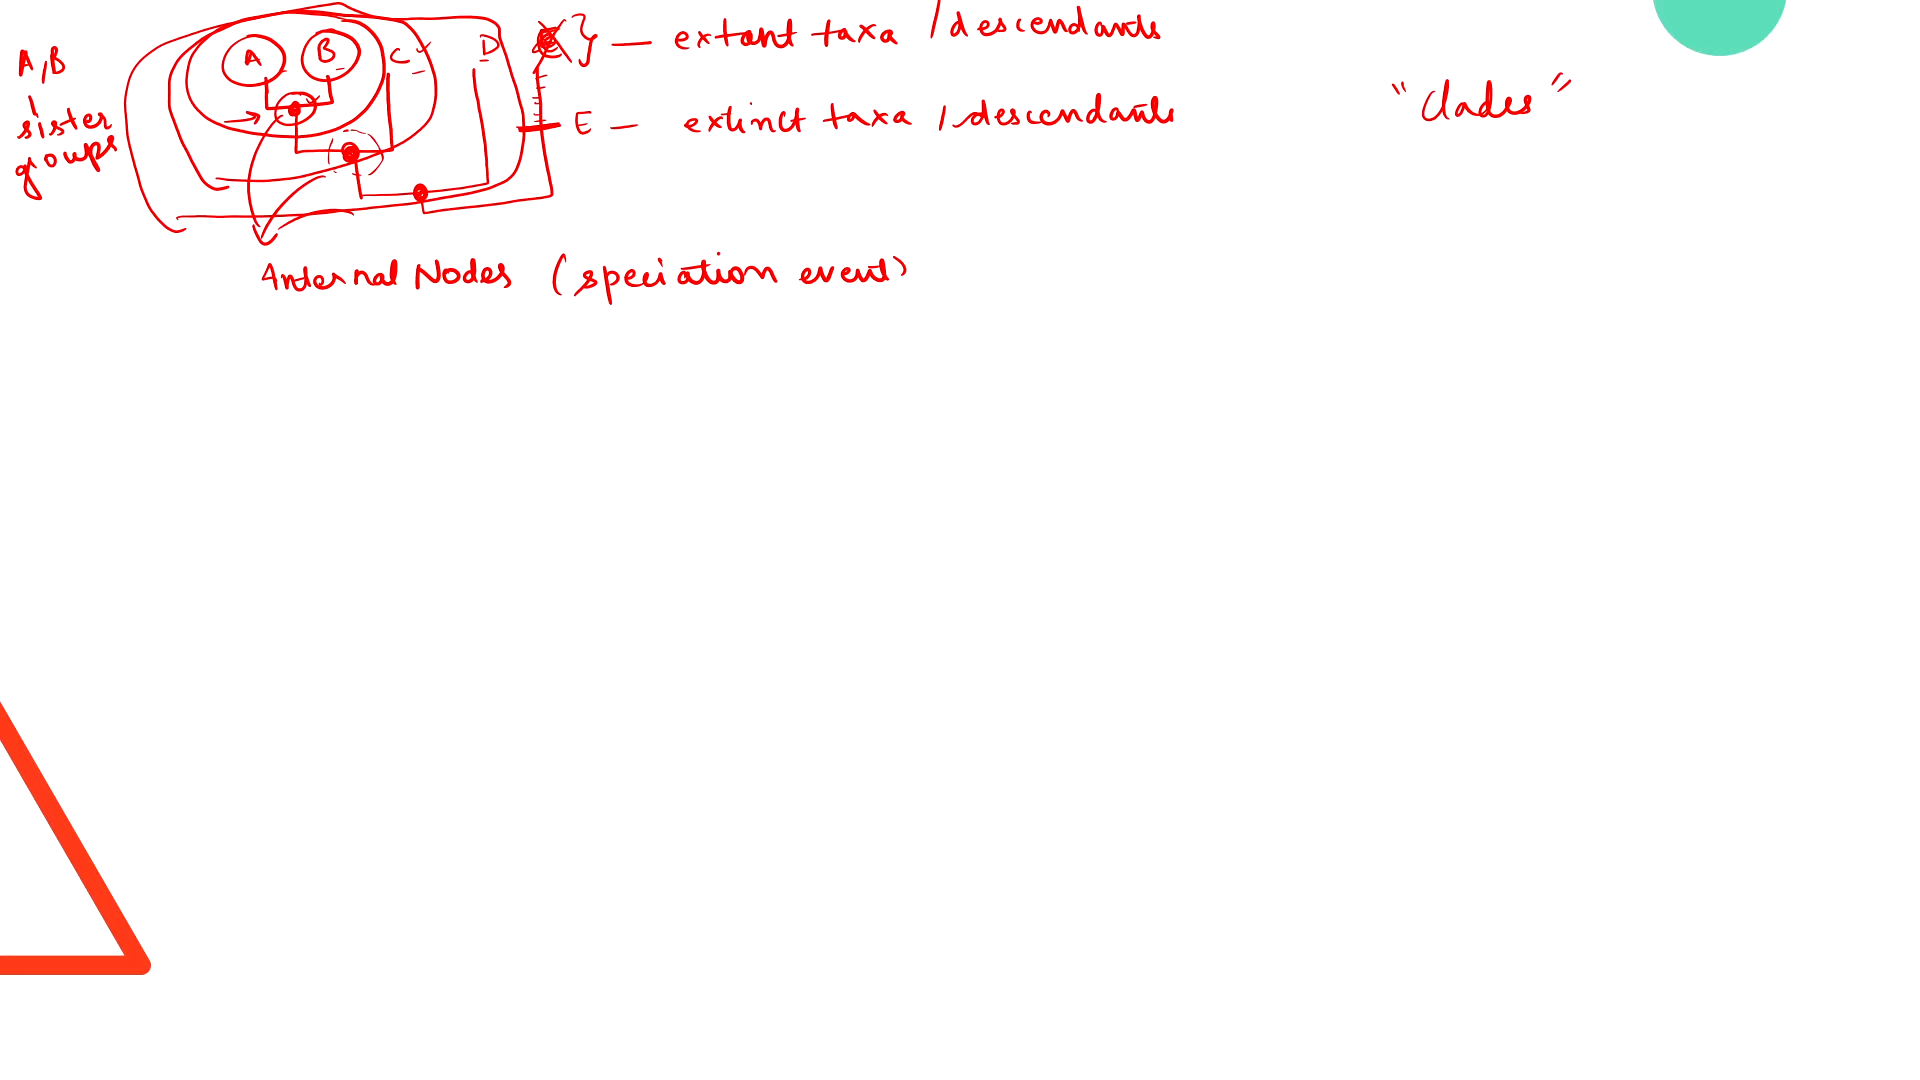 A B C D } — extant taxa / descendants
E — extinct taxa / descendants
"Clades"
A, B
sister
groups
Internal Nodes (speciation event)